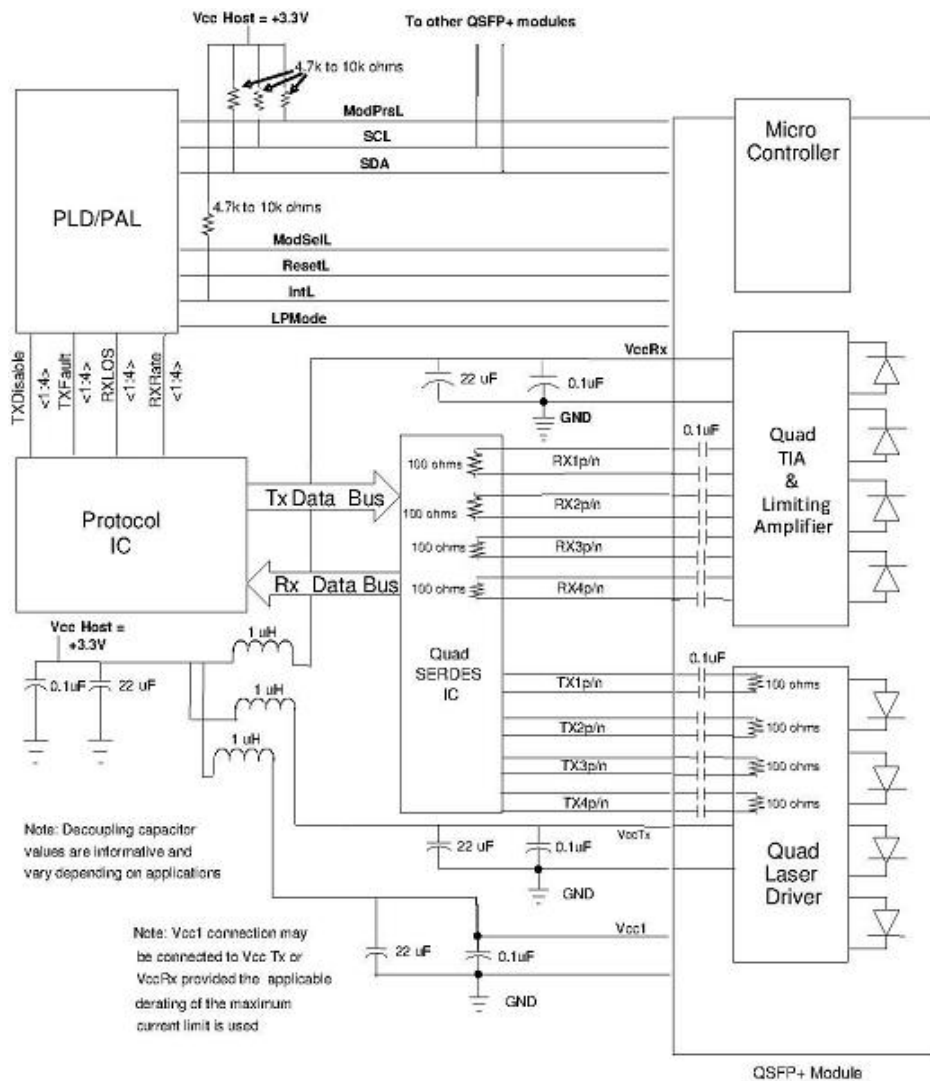 Vcc Host = +3.3V
To other QSFP+ modules
4.7k to 10k ohms
ModPrsL
SCL
SDA
PLD/PAL
4.7k to 10k ohms
ModSelL
ResetL
IntL
LPMode
Micro
Controller
TXDisable
<1:4>
TXFault
<1:4>
RXLOS
<1:4>
RXRate
<1:4>
VccRx
22 uF
0.1uF
GND
Protocol
IC
Tx Data Bus
Rx Data Bus
100 ohms
100 ohms
100 ohms
100 ohms
Quad
SERDES
IC
RX1p/n
RX2p/n
RX3p/n
RX4p/n
0.1uF
Quad
TIA
&
Limiting
Amplifier
Vcc Host =
+3.3V
0.1uF
22 uF
1 uH
1 uH
1 uH
TX1p/n
TX2p/n
TX3p/n
TX4p/n
0.1uF
100 ohms
100 ohms
100 ohms
100 ohms
Quad
Laser
Driver
VccTx
22 uF
0.1uF
GND
Note: Decoupling capacitor
values are informative and
vary depending on applications
Vcc1
22 uF
0.1uF
GND
Note: Vcc1 connection may
be connected to Vcc Tx or
VccRx provided the applicable
derating of the maximum
current limit is used
QSFP+ Module